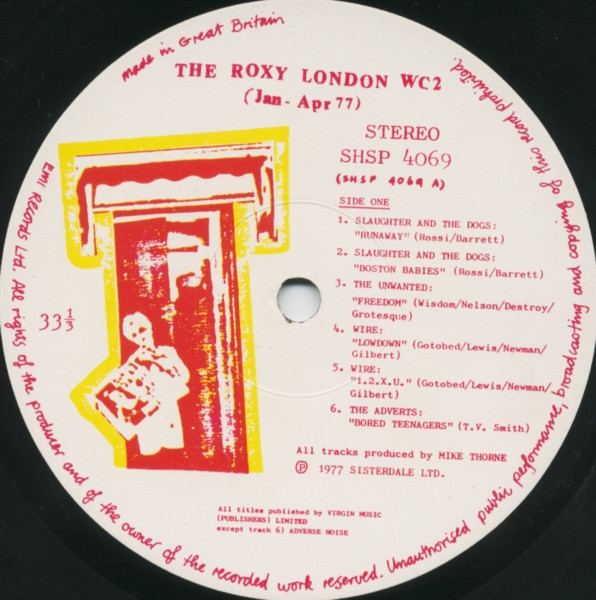 made in Great Britain
THE ROXY LONDON WC2
(Jan - Apr 77)
STEREO
SHSP 4069
(SHSP 4069 A)
SIDE ONE
1. SLAUGHTER AND THE DOGS:
"RUNAWAY" (Rossi/Barrett)
2. SLAUGHTER AND THE DOGS:
"BOSTON BABIES" (Rossi/Barrett)
3. THE UNWANTED:
"FREEDOM" (Wisdom/Nelson/Destroy/
Grotesque)
4. WIRE:
"LOWDOWN" (Gotobed/Lewis/Newman/
Gilbert)
5. WIRE:
"1.2.X.U." (Gotobed/Lewis/Newman/
Gilbert)
6. THE ADVERTS:
"BORED TEENAGERS" (T.V. Smith)
33 1/3
All tracks produced by MIKE THORNE
℗ 1977 SISTERDALE LTD.
All titles published by VIRGIN MUSIC
(PUBLISHERS) LIMITED
except track 6) ADVERSE NOISE
EMI Records Ltd. All rights of the producer and of the owner of the recorded work reserved. Unauthorised public performance, broadcasting and copying of this record prohibited.